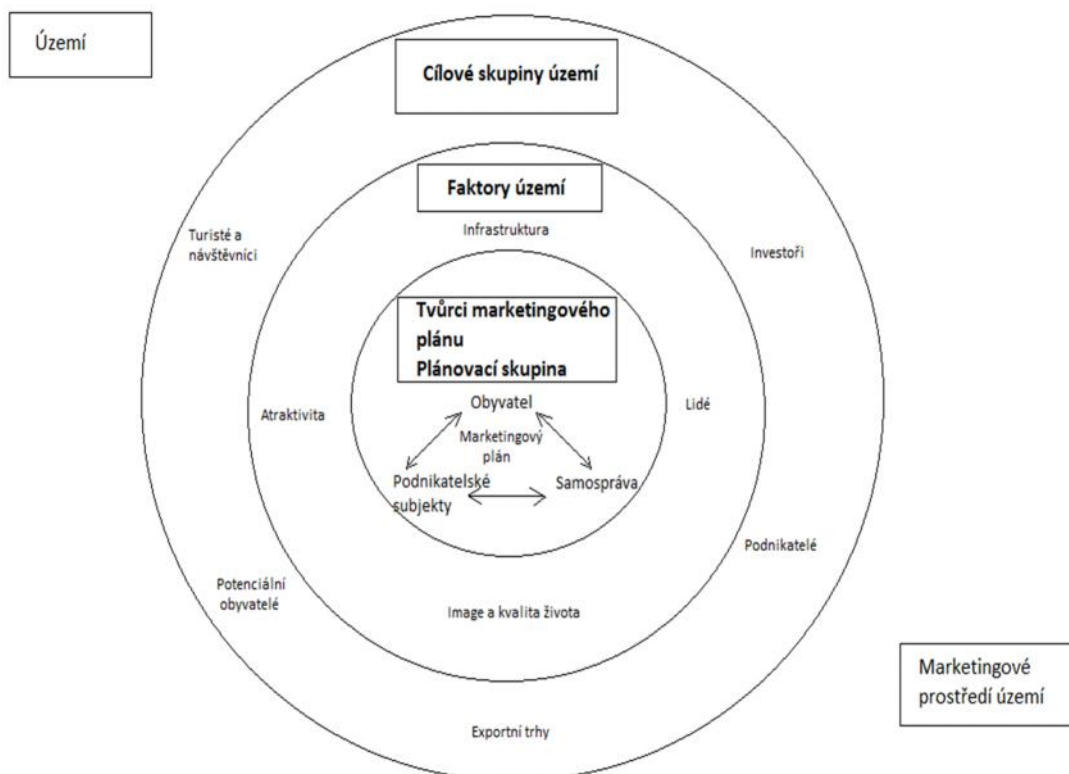 Území
Cílové skupiny území
Faktory území
Infrastruktura
Turisté a
návštěvníci
Investoři
Tvůrci marketingového
plánu
Plánovací skupina
Obyvatel
Atraktivita
Lidé
Marketingový
plán
Podnikatelské
subjekty
Samospráva
Podnikatelé
Potenciální
obyvatelé
Image a kvalita života
Marketingové
prostředí území
Exportní trhy